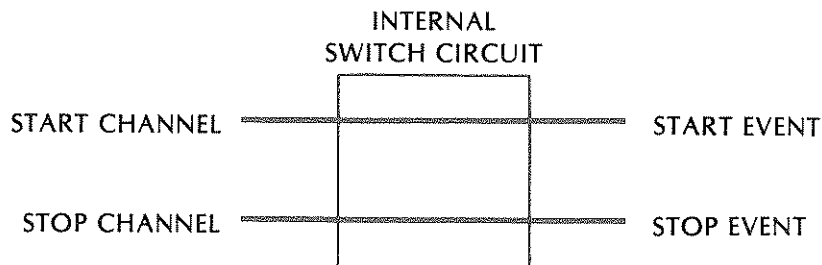 INTERNAL
SWITCH CIRCUIT
START CHANNEL START EVENT
STOP CHANNEL STOP EVENT